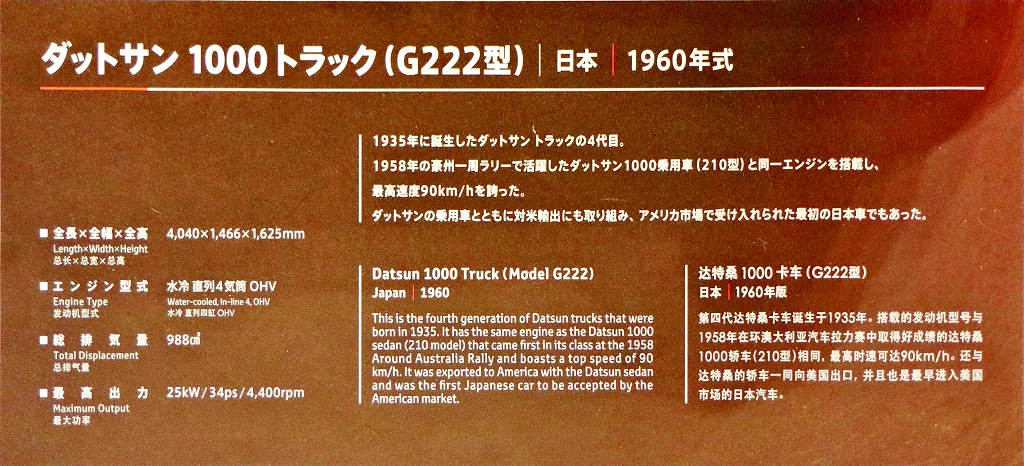 ダットサン 1000 トラック（G222型）｜日本｜1960年式
1935年に誕生したダットサン トラックの4代目。
1958年の豪州一周ラリーで活躍したダットサン1000乗用車（210型）と同一エンジンを搭載し、
最高速度90km/hを誇った。
ダットサンの乗用車とともに対米輸出にも取り組み、アメリカ市場で受け入れられた最初の日本車でもあった。
■ 全長×全幅×全高 4,040×1,466×1,625mm
Length×Width×Height
总长×总宽×总高
■ エンジン型式 水冷 直列4気筒 OHV
Engine Type Water-cooled, in-line 4, OHV
发动机型式 水冷 直列四缸 OHV
■ 総排気量 988㎤
Total Displacement
总排气量
■ 最高出力 25kW/34ps/4,400rpm
Maximum Output
最大功率
Datsun 1000 Truck (Model G222)
Japan | 1960
This is the fourth generation of Datsun trucks that were
born in 1935. It has the same engine as the Datsun 1000
sedan (210 model) that came first in its class at the 1958
Around Australia Rally and boasts a top speed of 90
km/h. It was exported to America with the Datsun sedan
and was the first Japanese car to be accepted by the
American market.
达特桑 1000 卡车（G222型）
日本｜1960年版
第四代达特桑卡车诞生于1935年。搭载的发动机型号与
1958年在环澳大利亚汽车拉力赛中取得好成绩的达特桑
1000轿车(210型)相同，最高时速可达90km/h。还与
达特桑的轿车一同向美国出口，并且也是最早进入美国
市场的日本汽车。